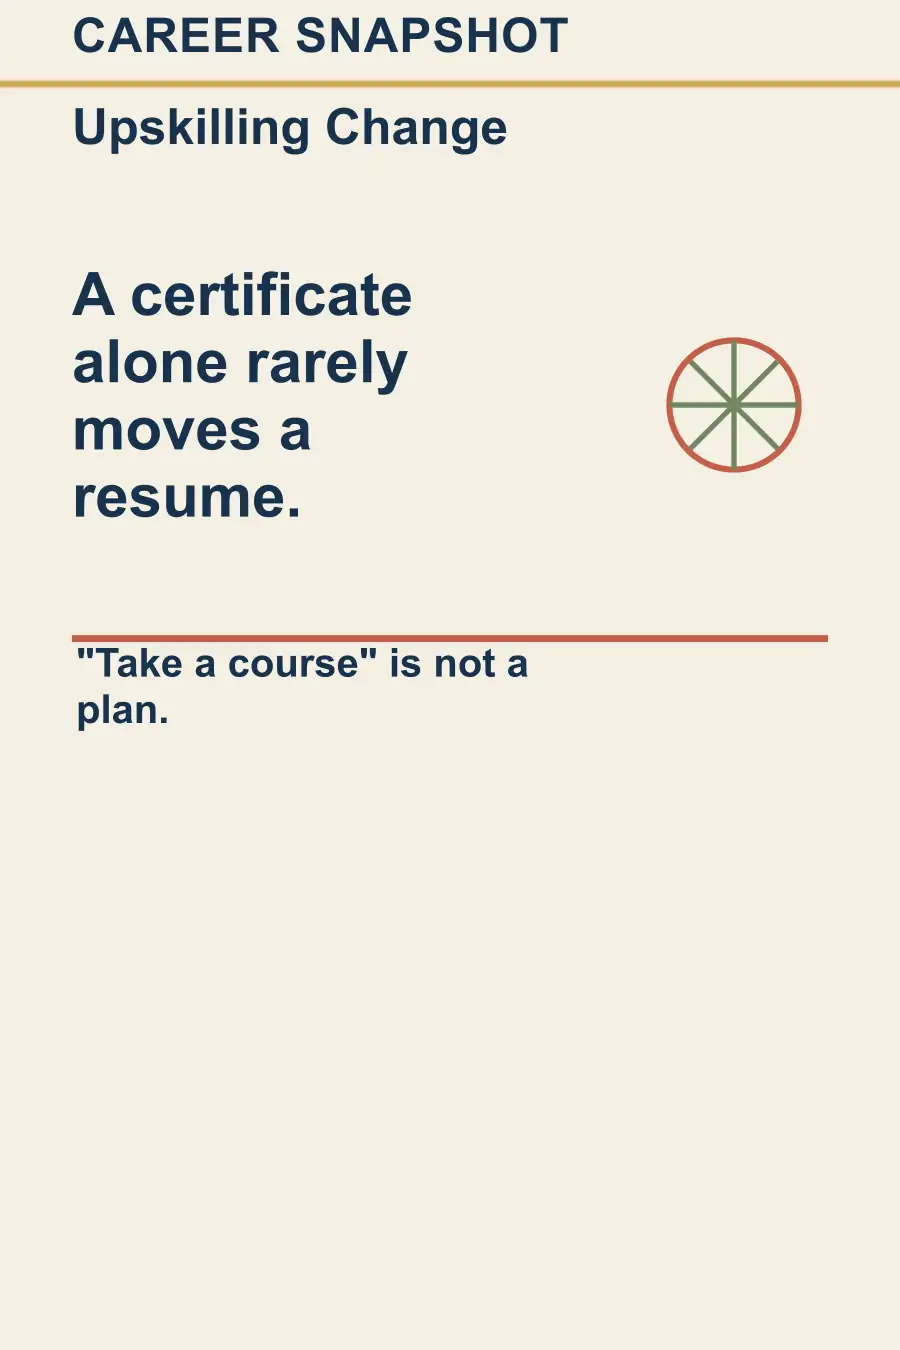 CAREER SNAPSHOT
Upskilling Change
A certificate
alone rarely
moves a
resume.
"Take a course" is not a
plan.